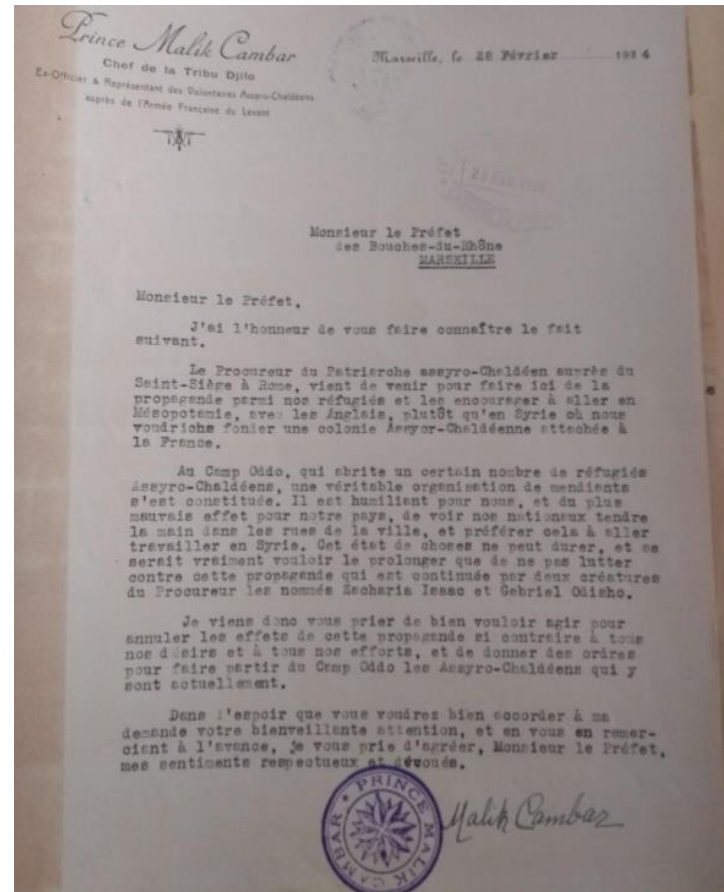 Prince Malik Cambar
Chef de la Tribu Djilo
Ex-Officier & Représentant des Volontaires Assyro-Chaldéens
auprès de l'Armée Française du Levant
Marseille, le 28 Février 1924
Monsieur le Préfet
des Bouches-du-Rhône
MARSEILLE
Monsieur le Préfet,
J'ai l'honneur de vous faire connaître le fait
suivant.
Le Procureur du Patriarche assyro-Chaldéen auprès du
Saint-Siège à Rome, vient de venir pour faire ici de la
propagande parmi nos réfugiés et les encourager à aller en
Mésopotamie, avec les Anglais, plutôt qu'en Syrie où nous
voudrions fonder une colonie Assyor-Chaldéenne attachée à
la France.
Au Camp Oddo, qui abrite un certain nombre de réfugiés
Assyro-Chaldéens, une véritable organisation de mendiants
s'est constituée. Il est humiliant pour nous, et du plus
mauvais effet pour notre pays, de voir nos nationaux tendre
la main dans les rues de la ville, et préférer cela à aller
travailler en Syrie. Cet état de choses ne peut durer, et se
serait vraiment vouloir le prolonger que de ne pas lutter
contre cette propagande qui est continuée par deux créatures
du Procureur les nommés Zacharia Isaac et Gabriel Odisho.
Je viens donc vous prier de bien vouloir agir pour
annuler les effets de cette propagande si contraire à tous
nos désirs et à tous nos efforts, et de donner des ordres
pour faire partir du Camp Oddo les Assyro-Chaldéens qui y
sont actuellement.
Dans l'espoir que vous voudrez bien accorder à ma
demande votre bienveillante attention, et en vous en remer-
ciant à l'avance, je vous prie d'agréer, Monsieur le Préfet,
mes sentiments respectueux et dévoués.
PRINCE MALIK CAMBAR
Malik Cambar